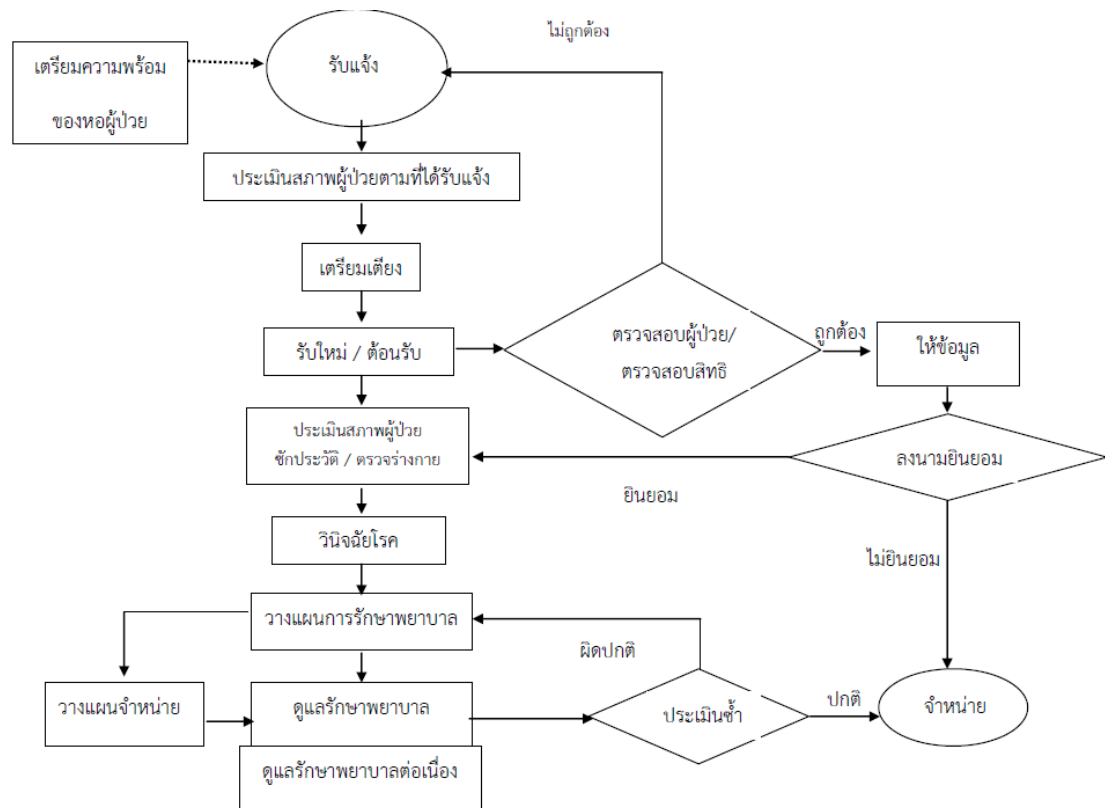 ไม่ถูกต้อง
เตรียมความพร้อม
ของหอผู้ป่วย
รับแจ้ง
ประเมินสภาพผู้ป่วยตามที่ได้รับแจ้ง
เตรียมเตียง
รับใหม่ / ต้อนรับ
ตรวจสอบผู้ป่วย/
ตรวจสอบสิทธิ
ถูกต้อง
ให้ข้อมูล
ประเมินสภาพผู้ป่วย
ซักประวัติ / ตรวจร่างกาย
ลงนามยินยอม
ยินยอม
วินิจฉัยโรค
ไม่ยินยอม
วางแผนการรักษาพยาบาล
ผิดปกติ
วางแผนจำหน่าย
ดูแลรักษาพยาบาล
ประเมินซ้ำ
ปกติ
จำหน่าย
ดูแลรักษาพยาบาลต่อเนื่อง